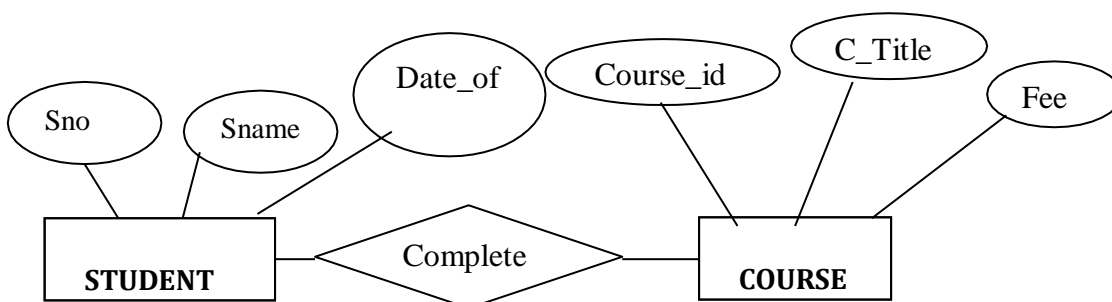 Sno
Sname
Date_of
Course_id
C_Title
Fee
STUDENT
Complete
COURSE